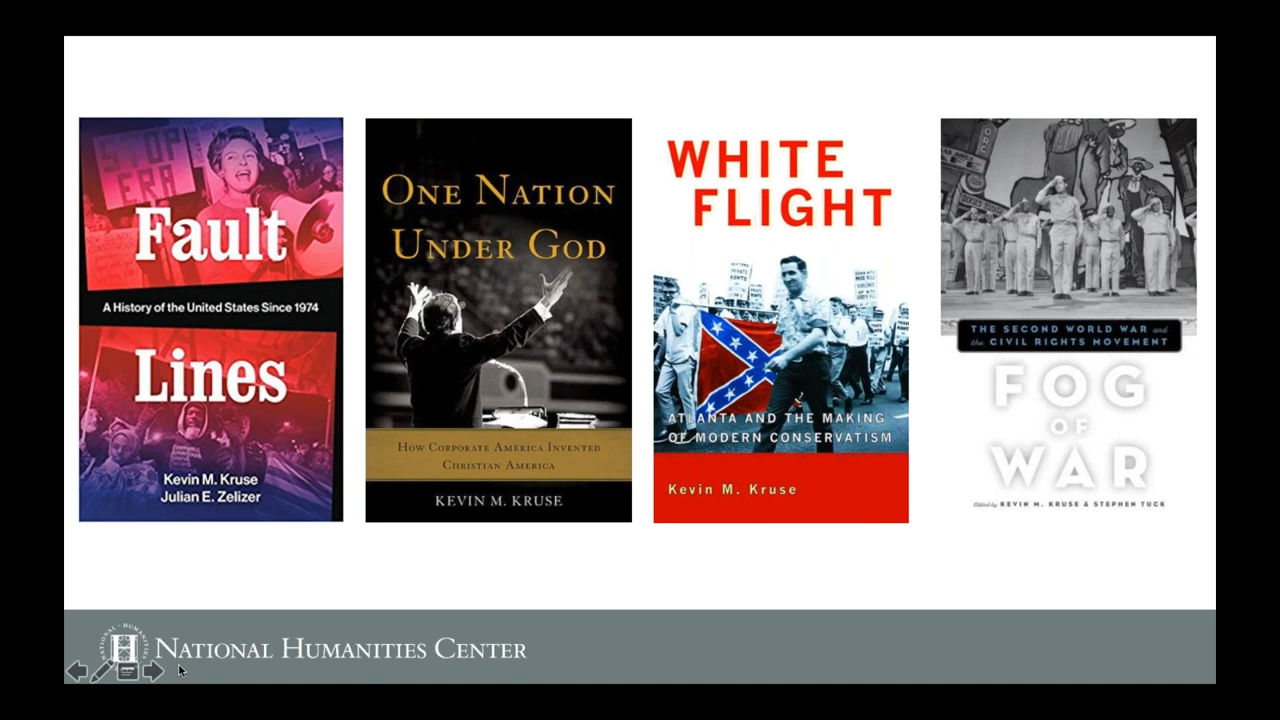 STOP
ERA
Fault
A History of the United States Since 1974
Lines
Kevin M. Kruse
Julian E. Zelizer
ONE NATION
UNDER GOD
HOW CORPORATE AMERICA INVENTED
CHRISTIAN AMERICA
KEVIN M. KRUSE
WHITE
FLIGHT
ATLANTA AND THE MAKING
OF MODERN CONSERVATISM
Kevin M. Kruse
THE SECOND WORLD WAR and
the CIVIL RIGHTS MOVEMENT
FOG
OF
WAR
Edited by KEVIN M. KRUSE & STEPHEN TUCK
NATIONAL HUMANITIES CENTER